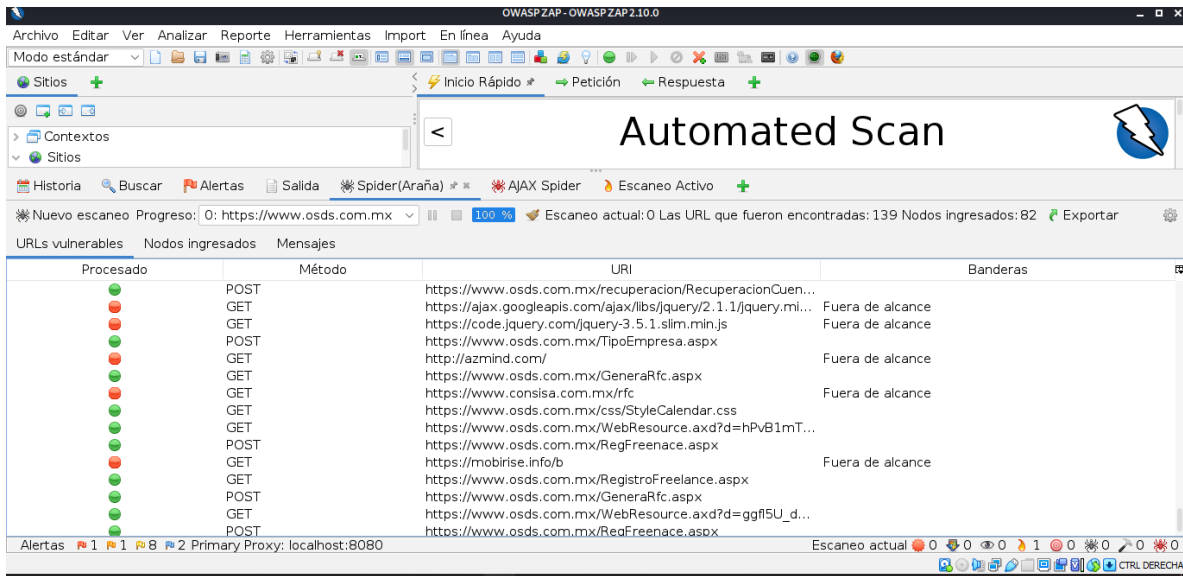 OWASP ZAP - OWASP ZAP 2.10.0
Archivo Editar Ver Analizar Reporte Herramientas Import En línea Ayuda
Modo estándar
Sitios
Inicio Rápido Petición Respuesta
Contextos
Sitios
<
Automated Scan
Historia Buscar Alertas Salida Spider(Araña) AJAX Spider Escaneo Activo
Nuevo escaneo Progreso: 0: https://www.osds.com.mx 100 % Escaneo actual: 0 Las URL que fueron encontradas: 139 Nodos ingresados: 82 Exportar
URLs vulnerables Nodos ingresados Mensajes
Procesado Método URI Banderas
POST https://www.osds.com.mx/recuperacion/RecuperacionCuen...
GET https://ajax.googleapis.com/ajax/libs/jquery/2.1.1/jquery.mi... Fuera de alcance
GET https://code.jquery.com/jquery-3.5.1.slim.min.js Fuera de alcance
POST https://www.osds.com.mx/TipoEmpresa.aspx
GET http://azmind.com/ Fuera de alcance
GET https://www.osds.com.mx/GeneraRfc.aspx
GET https://www.consisa.com.mx/rfc Fuera de alcance
GET https://www.osds.com.mx/css/StyleCalendar.css
GET https://www.osds.com.mx/WebResource.axd?d=hPvB1mT...
POST https://www.osds.com.mx/RegFreenace.aspx
GET https://mobirise.info/b Fuera de alcance
GET https://www.osds.com.mx/RegistroFreelance.aspx
POST https://www.osds.com.mx/GeneraRfc.aspx
GET https://www.osds.com.mx/WebResource.axd?d=ggfl5U_d...
POST https://www.osds.com.mx/RegFreenace.aspx
Alertas 1 1 8 2 Primary Proxy: localhost:8080 Escaneo actual 0 0 0 1 0 0 0 0
CTRL DERECHA